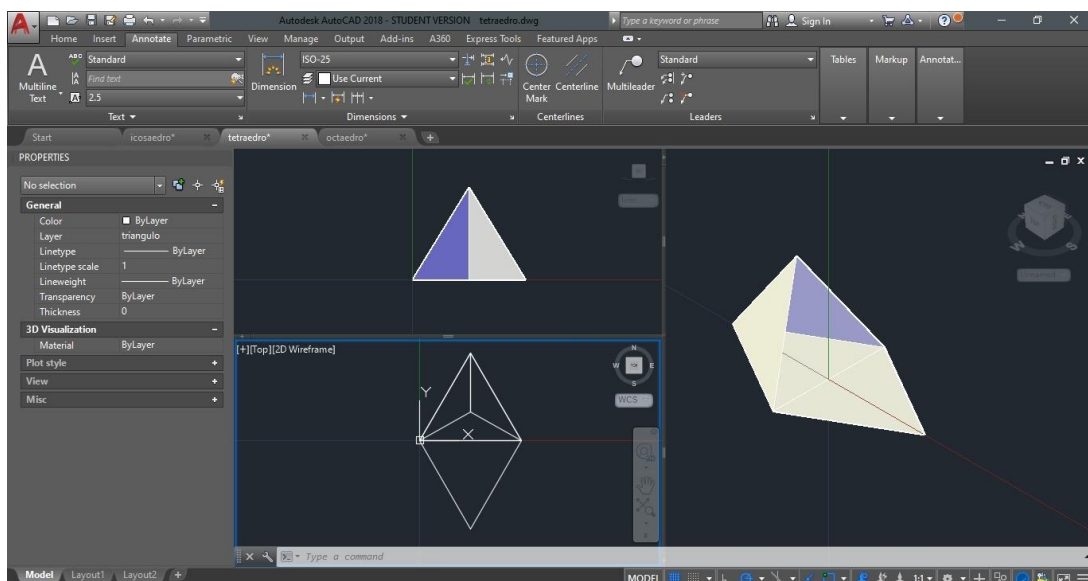 Autodesk AutoCAD 2018 - STUDENT VERSION tetraedro.dwg
Type a keyword or phrase
Sign In
Home Insert Annotate Parametric View Manage Output Add-ins A360 Express Tools Featured Apps
A
Multiline Text
ABC Standard
Find text
2.5
Text
Dimension
ISO-25
Use Current
Dimensions
Center Mark
Centerline
Centerlines
Multileader
Standard
Leaders
Tables
Markup
Annotat...
Start icosaedro* tetraedro* octaedro*
PROPERTIES
No selection
General
Color ByLayer
Layer triangulo
Linetype ByLayer
Linetype scale 1
Lineweight ByLayer
Transparency ByLayer
Thickness 0
3D Visualization
Material ByLayer
Plot style
View
Misc
[+][Top][2D Wireframe]
N
W TOP E
S
WCS
Y
X
W S
Unnamed
Type a command
Model Layout1 Layout2 +
MODEL
1:1